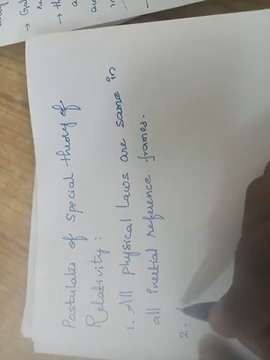 Postulates of special theory of
Relativity:
1. All physical Laws are same in
all inertial reference frames.
2.